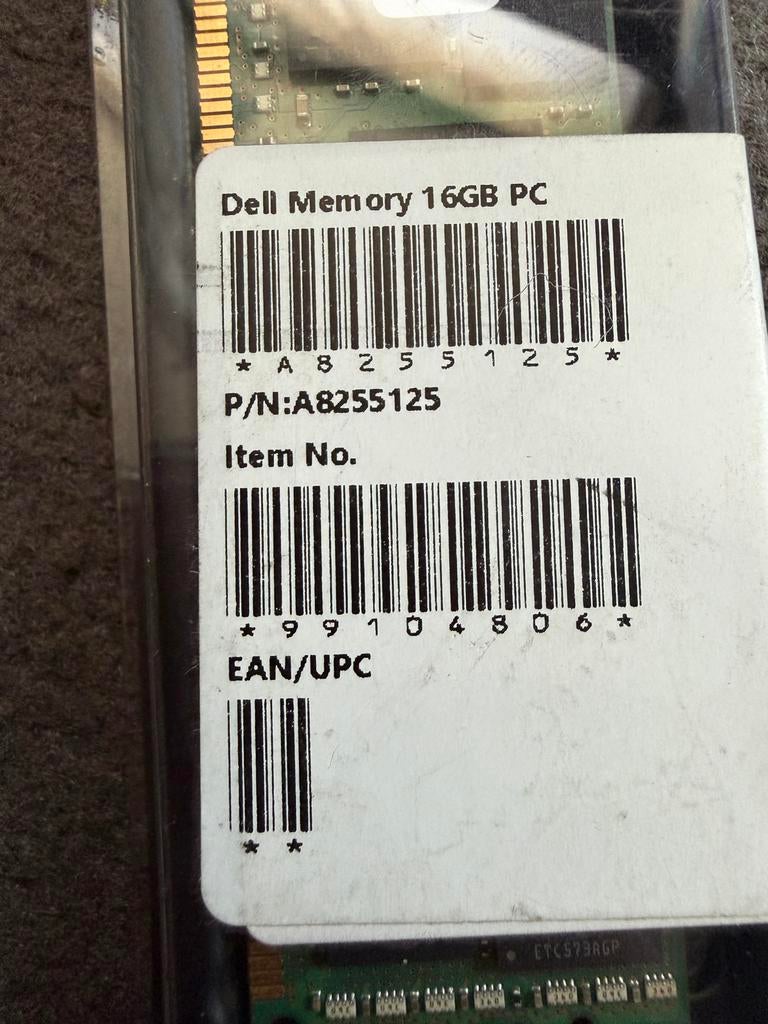 Dell Memory 16GB PC
*A8255125*
P/N:A8255125
Item No.
*99104806*
EAN/UPC
* *